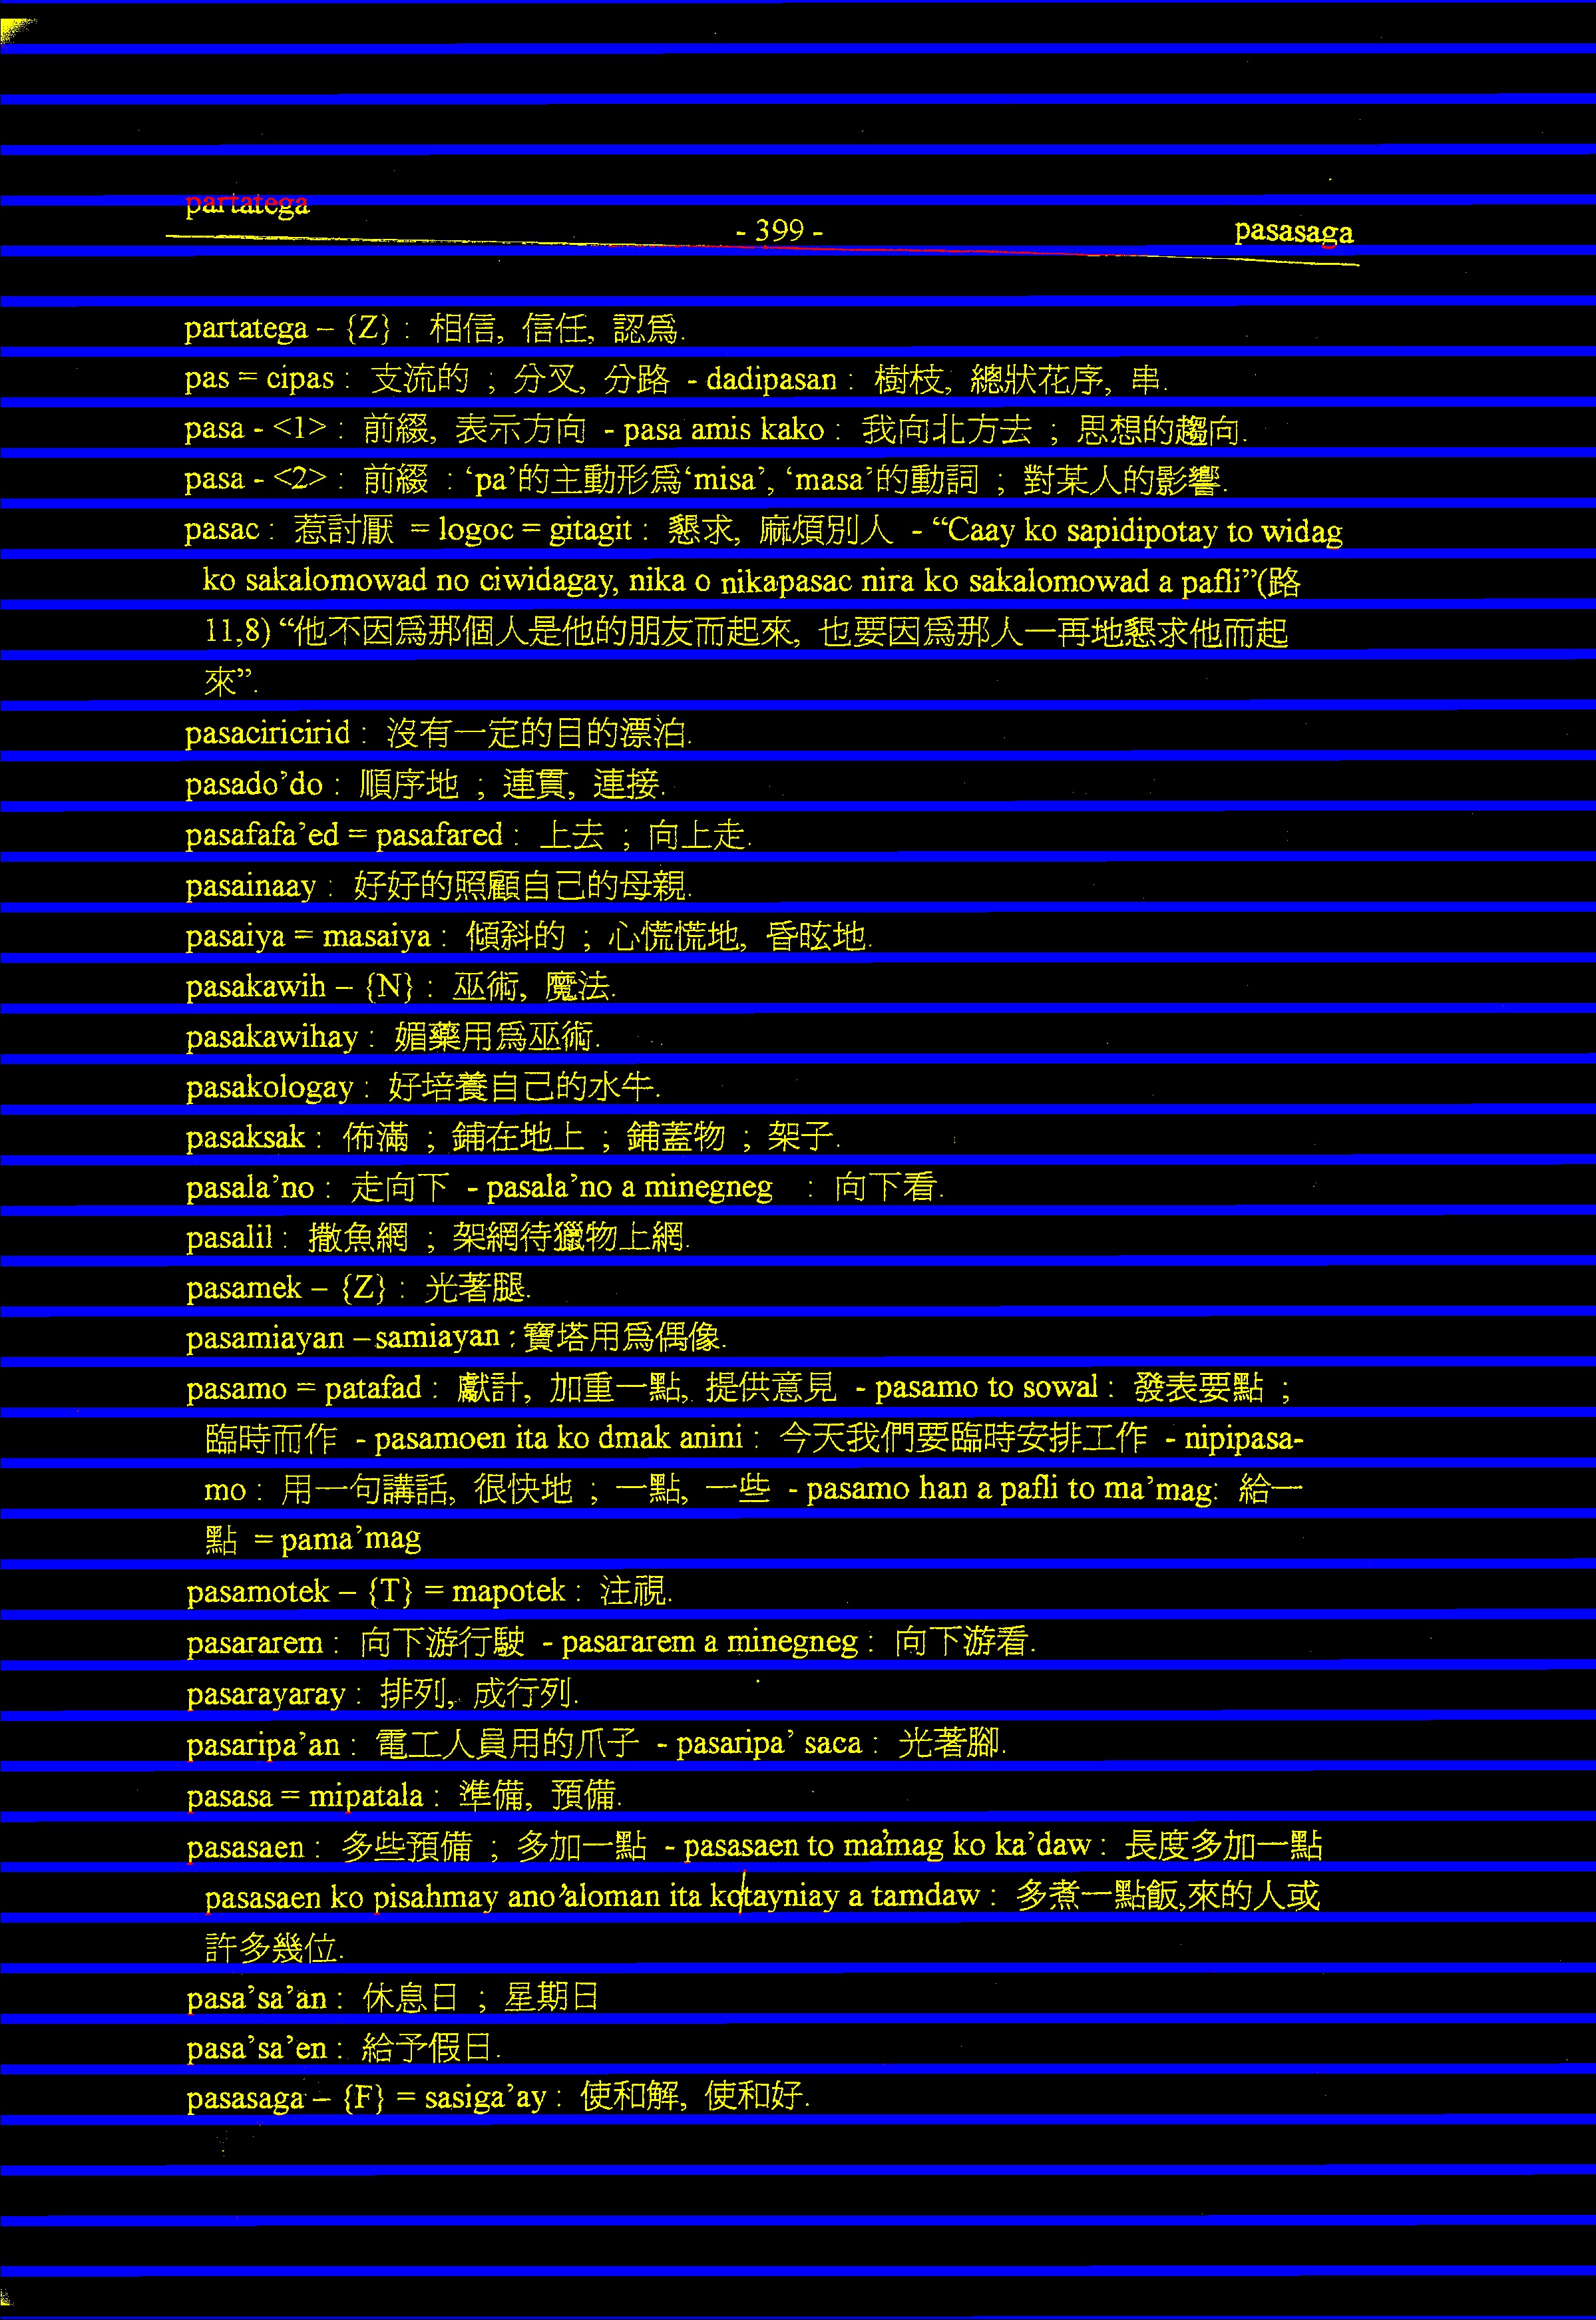 partatega
- 399 -
pasasaga
partatega – {Z} : 相信, 信任, 認爲.
pas = cipas : 支流的 ; 分叉, 分路 - dadipasan : 樹枝, 總狀花序, 串.
pasa - <1> : 前綴, 表示方向 - pasa amis kako : 我向北方去 ; 思想的趨向.
pasa - <2> : 前綴 : ‘pa’的主動形爲‘misa’, ‘masa’的動詞 ; 對某人的影響.
pasac : 惹討厭 = logoc = gitagit : 懇求, 麻煩別人 - “Caay ko sapidipotay to widag
ko sakalomowad no ciwidagay, nika o nikapasac nira ko sakalomowad a pafli”(路
11,8) “他不因爲那個人是他的朋友而起來, 也要因爲那人一再地懇求他而起
來”.
pasaciricirid : 沒有一定的目的漂泊.
pasado’do : 順序地 ; 連貫, 連接.
pasafafa’ed = pasafared : 上去 ; 向上走.
pasainaay : 好好的照顧自己的母親.
pasaiya = masaiya : 傾斜的 ; 心慌慌地, 昏眩地.
pasakawih – {N} : 巫術, 魔法.
pasakawihay : 媚藥用爲巫術.
pasakologay : 好培養自己的水牛.
pasaksak : 佈滿 ; 鋪在地上 ; 鋪蓋物 ; 架子.
pasala’no : 走向下 - pasala’no a minegneg : 向下看.
pasalil : 撒魚網 ; 架網待獵物上網.
pasamek – {Z} : 光著腿.
pasamiayan –samiayan : 寶塔用爲偶像.
pasamo = patafad : 獻計, 加重一點, 提供意見 - pasamo to sowal : 發表要點 ;
臨時而作 - pasamoen ita ko dmak anini : 今天我們要臨時安排工作 - nipipasa-
mo : 用一句講話, 很快地 ; 一點, 一些 - pasamo han a pafli to ma’mag: 給一
點 = pama’mag
pasamotek – {T} = mapotek : 注視.
pasararem : 向下游行駛 - pasararem a minegneg : 向下游看.
pasarayaray : 排列, 成行列.
pasaripa’an : 電工人員用的爪子 - pasaripa’ saca : 光著腳.
pasasa = mipatala : 準備, 預備.
pasasaen : 多些預備 ; 多加一點 - pasasaen to ma’mag ko ka’daw : 長度多加一點
pasasaen ko pisahmay ano ’aloman ita ko/tayniay a tamdaw : 多煮一點飯,來的人或
許多幾位.
pasa’sa’an : 休息日 ; 星期日
pasa’sa’en : 給予假日.
pasasaga – {F} = sasiga’ay : 使和解, 使和好.